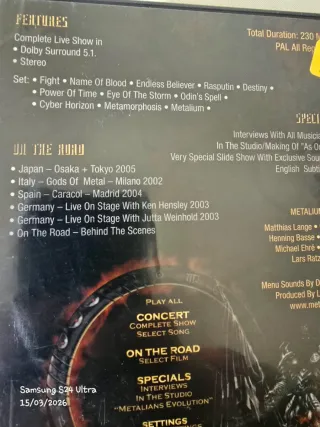 FEATURES
Complete Live Show in
• Dolby Surround 5.1.
• Stereo
Set: • Fight • Name Of Blood • Endless Believer • Rasputin • Destiny •
• Power Of Time • Eye Of The Storm • Odin's Spell •
• Cyber Horizon • Metamorphosis • Metalium •
Total Duration: 230 M
PAL All Reg
ON THE ROAD
• Japan – Osaka + Tokyo 2005
• Italy – Gods Of Metal – Milano 2002
• Spain – Caracol – Madrid 2004
• Germany – Live On Stage With Ken Hensley 2003
• Germany – Live On Stage With Jutta Weinhold 2003
• On The Road – Behind The Scenes
SPECI
Interviews With All Musicia
In The Studio/Making Of "As O
Very Special Slide Show With Exclusive Sou
English Subti
METALIUM
Matthias Lange •
Henning Basse •
Michael Ehré •
Lars Ratz
Menu Sounds By D
Produced By L
www.meta
PLAY ALL
CONCERT
COMPLETE SHOW
SELECT SONG
ON THE ROAD
SELECT FILM
SPECIALS
INTERVIEWS
IN THE STUDIO
"METALIANS EVOLUTION"
SETTINGS
Samsung S24 Ultra
15/03/2026